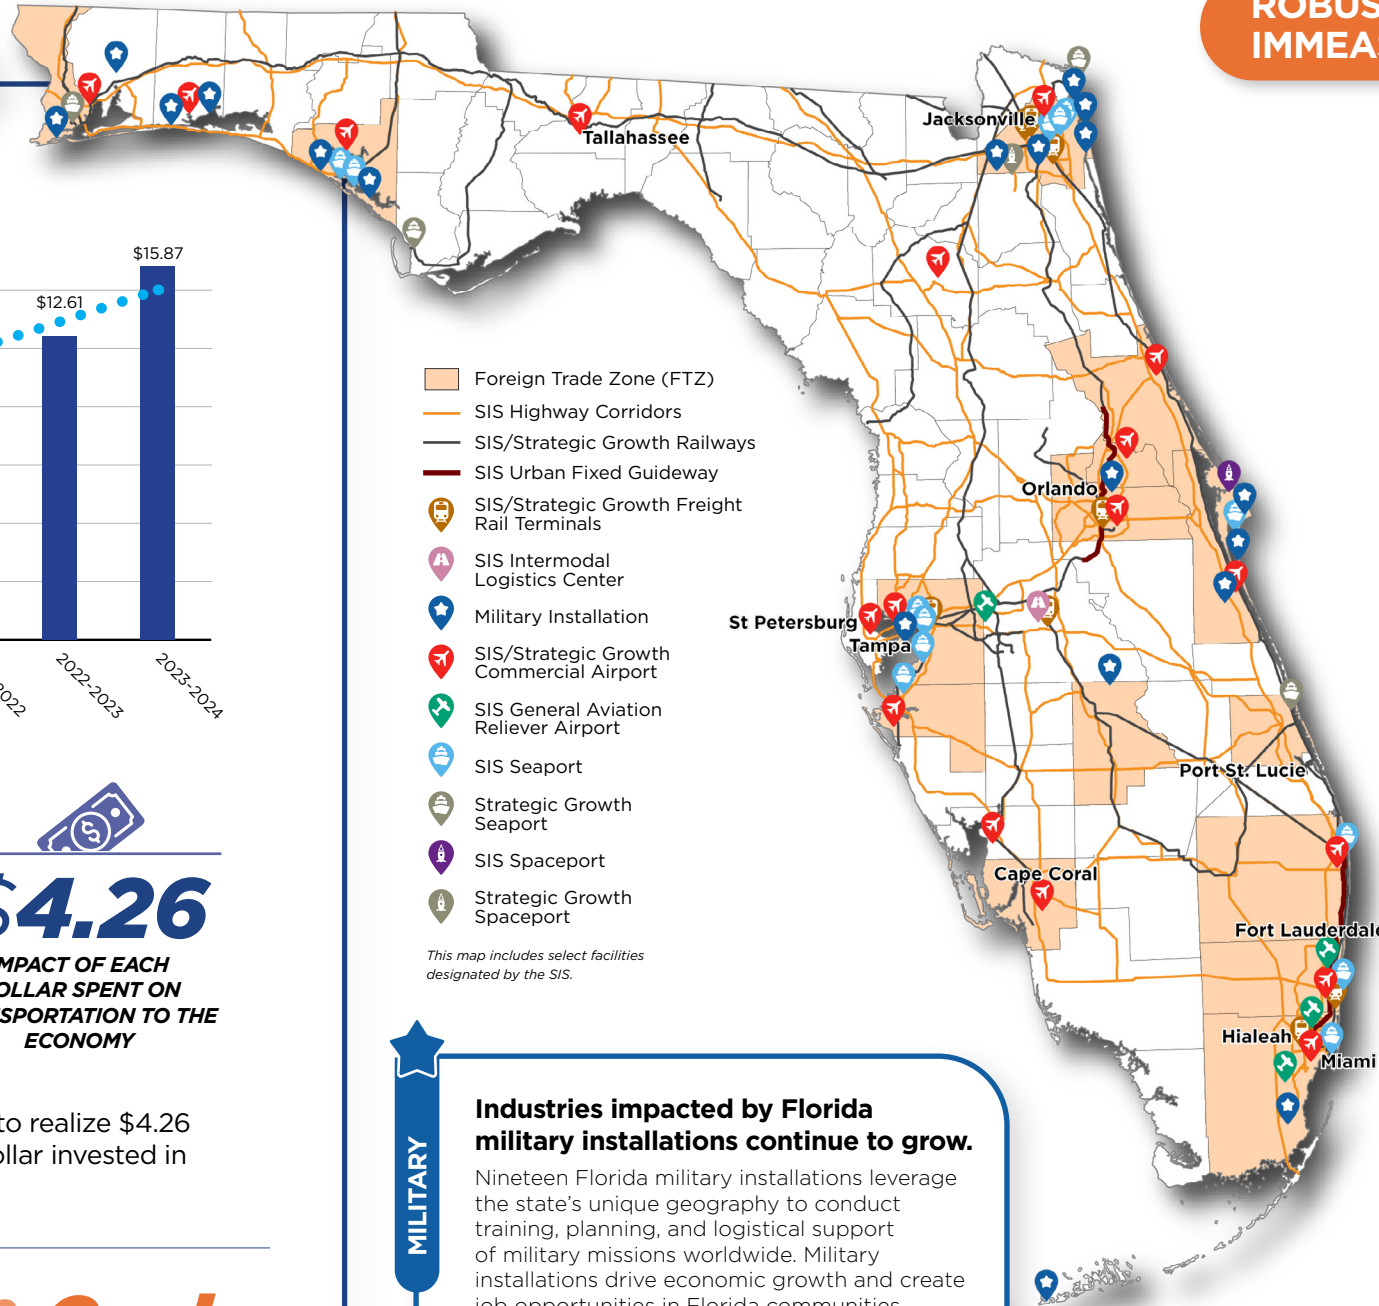 ROBUS
IMMEAS
Tallahassee
Jacksonville
Orlando
St Petersburg
Tampa
Port St. Lucie
Cape Coral
Fort Lauderdale
Hialeah
Miami
$15.87
$12.61
2022
2022-2023
2023-2024
Foreign Trade Zone (FTZ)
SIS Highway Corridors
SIS/Strategic Growth Railways
SIS Urban Fixed Guideway
SIS/Strategic Growth Freight
Rail Terminals
SIS Intermodal
Logistics Center
Military Installation
SIS/Strategic Growth
Commercial Airport
SIS General Aviation
Reliever Airport
SIS Seaport
Strategic Growth
Seaport
SIS Spaceport
Strategic Growth
Spaceport
This map includes select facilities
designated by the SIS.
$4.26
MPACT OF EACH
OLLAR SPENT ON
SPORTATION TO THE
ECONOMY
to realize $4.26
ollar invested in
MILITARY
Industries impacted by Florida
military installations continue to grow.
Nineteen Florida military installations leverage
the state's unique geography to conduct
training, planning, and logistical support
of military missions worldwide. Military
installations drive economic growth and create
job opportunities in Florida communities